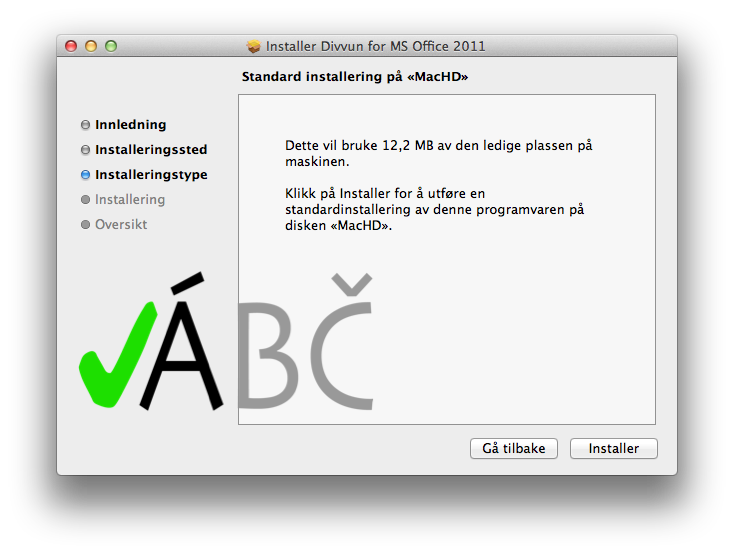 Installer Divvun for MS Office 2011
Standard installering på «MacHD»
Innledning
Installeringssted
Installeringstype
Installering
Oversikt
Dette vil bruke 12,2 MB av den ledige plassen på
maskinen.
Klikk på Installer for å utføre en
standardinstallering av denne programvaren på
disken «MacHD».
ÁBČ
Gå tilbake
Installer